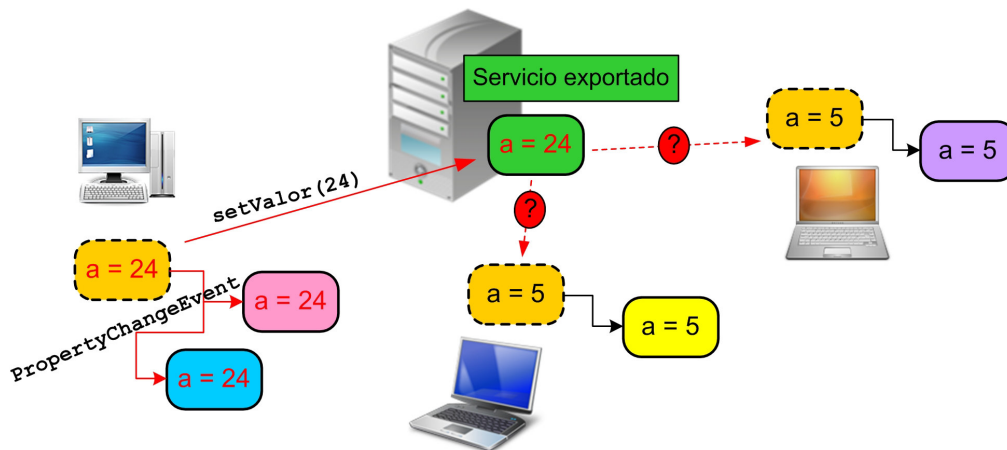 Servicio exportado
a = 24
?
a = 5
a = 5
setValor(24)
?
a = 24
PropertyChangeEvent
a = 24
a = 24
a = 5
a = 5